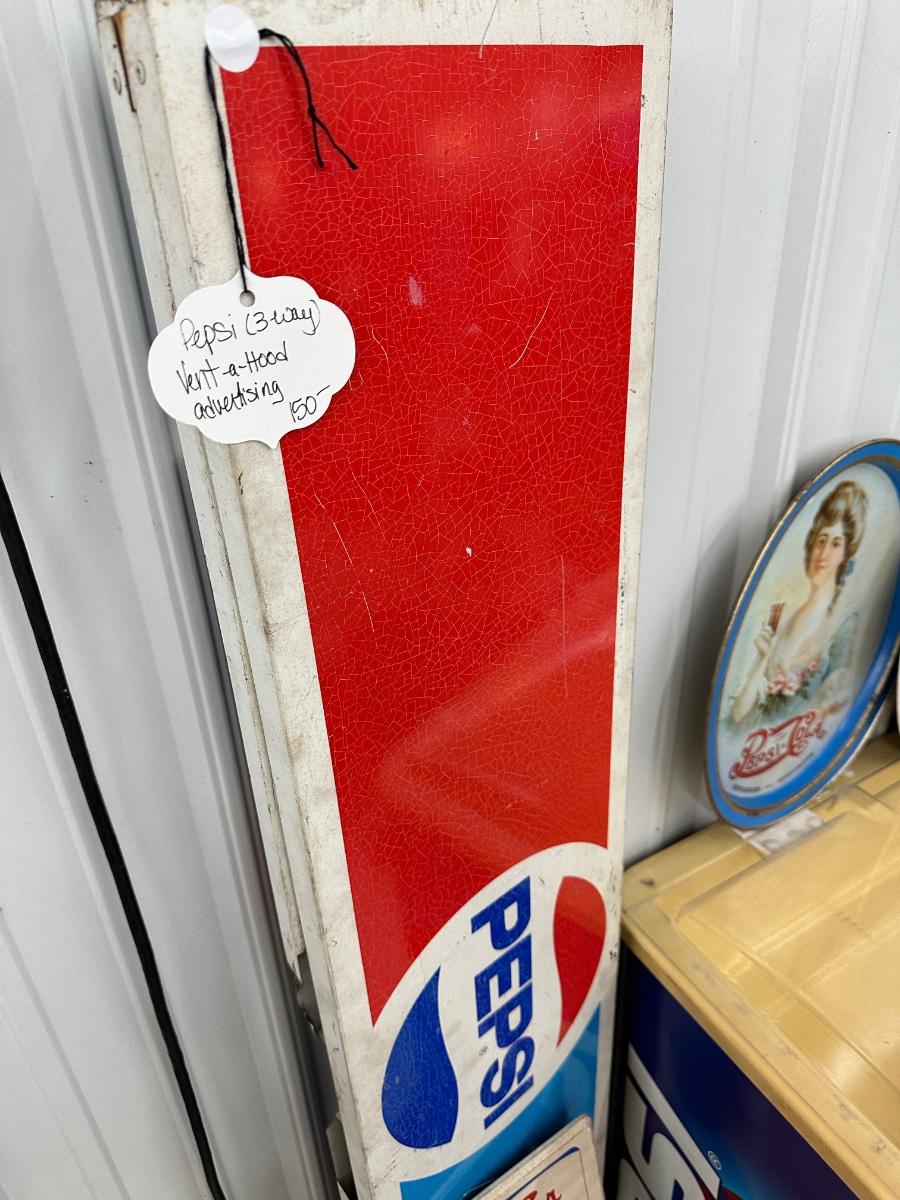 Pepsi (3-way)
Vent-a-Hood
advertising
150-
PEPSI
®
PEPSI-COLA
®